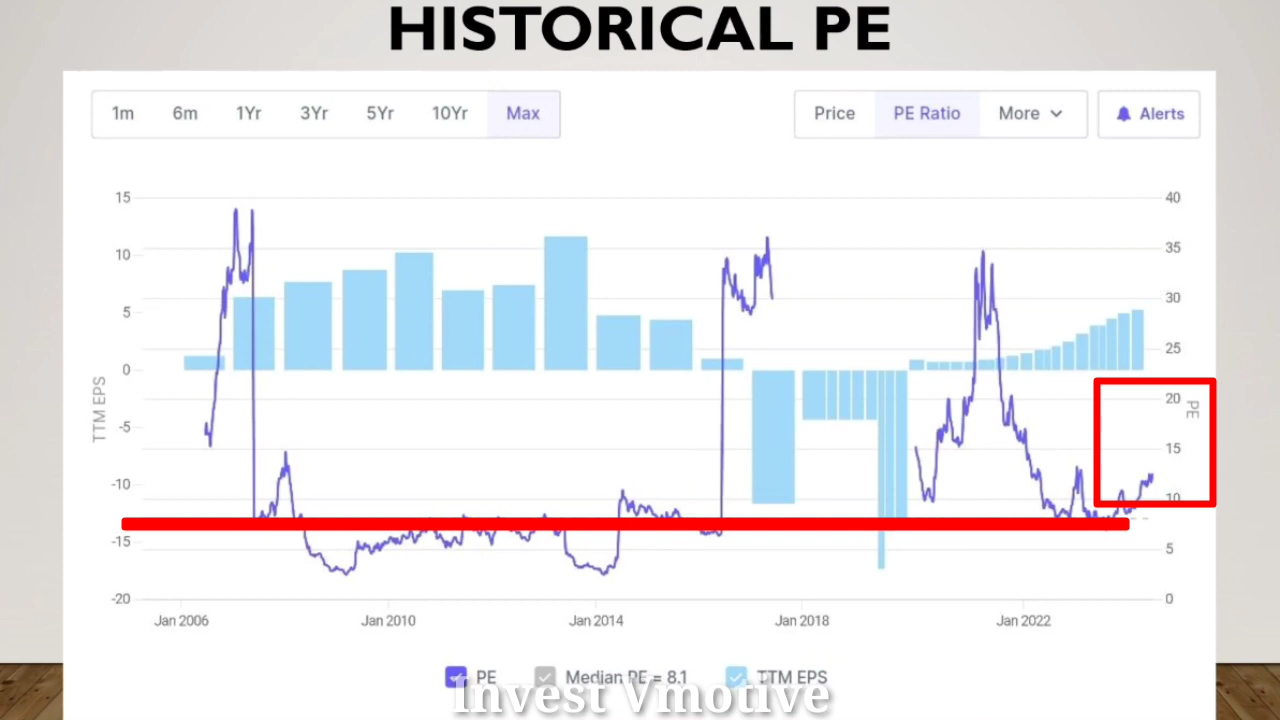 HISTORICAL PE
1m 6m 1Yr 3Yr 5Yr 10Yr Max Price PE Ratio More Alerts
15 40
10 35
5 30
0 25
-5 20
-10 15
-15 10
-20 5
0
TTM EPS
PE
Jan 2006 Jan 2010 Jan 2014 Jan 2018 Jan 2022
PE Median PE = 8.1 TTM EPS
Invest Vmotive